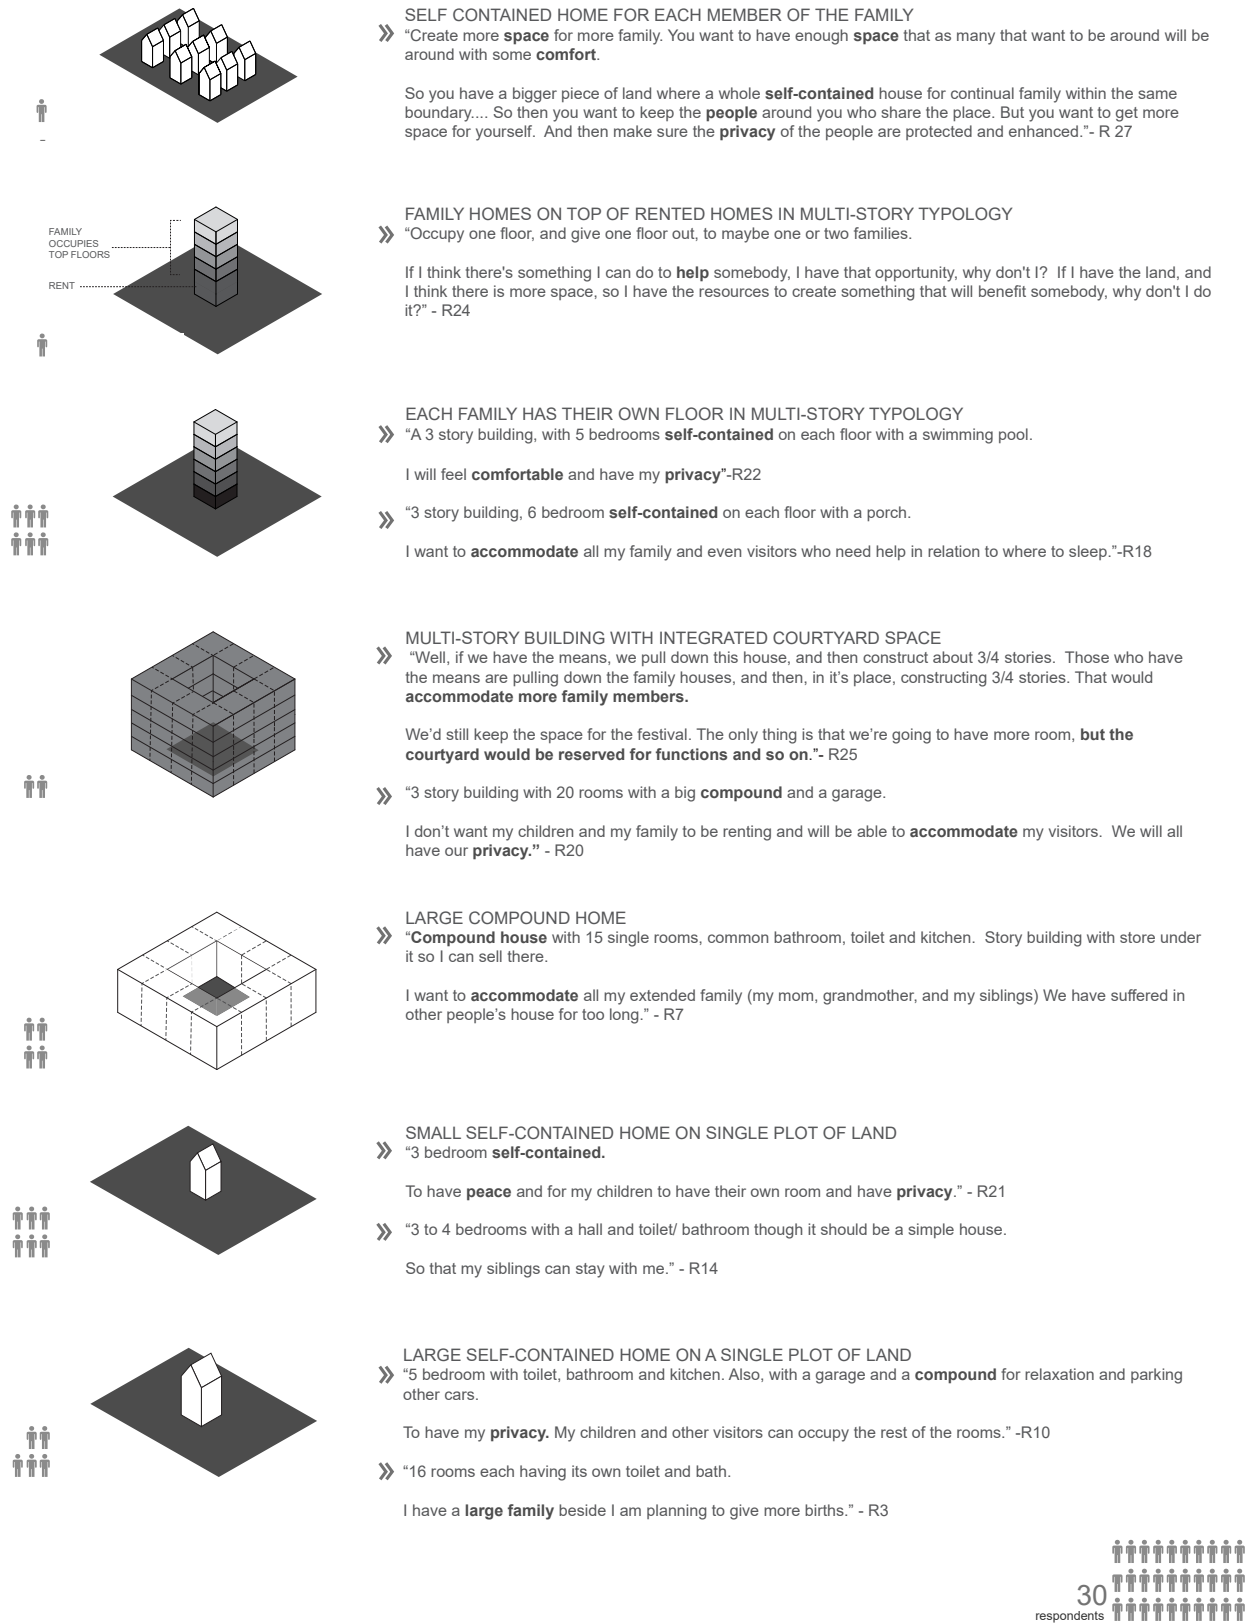 SELF CONTAINED HOME FOR EACH MEMBER OF THE FAMILY
“Create more space for more family. You want to have enough space that as many that want to be around will be
around with some comfort.
So you have a bigger piece of land where a whole self-contained house for continual family within the same
boundary.... So then you want to keep the people around you who share the place. But you want to get more
space for yourself. And then make sure the privacy of the people are protected and enhanced.”- R 27
FAMILY HOMES ON TOP OF RENTED HOMES IN MULTI-STORY TYPOLOGY
“Occupy one floor, and give one floor out, to maybe one or two families.
If I think there's something I can do to help somebody, I have that opportunity, why don't I? If I have the land, and
I think there is more space, so I have the resources to create something that will benefit somebody, why don't I do
it?” - R24
FAMILY
OCCUPIES
TOP FLOORS
RENT
EACH FAMILY HAS THEIR OWN FLOOR IN MULTI-STORY TYPOLOGY
“A 3 story building, with 5 bedrooms self-contained on each floor with a swimming pool.
I will feel comfortable and have my privacy”-R22
“3 story building, 6 bedroom self-contained on each floor with a porch.
I want to accommodate all my family and even visitors who need help in relation to where to sleep.”-R18
MULTI-STORY BUILDING WITH INTEGRATED COURTYARD SPACE
“Well, if we have the means, we pull down this house, and then construct about 3/4 stories. Those who have
the means are pulling down the family houses, and then, in it’s place, constructing 3/4 stories. That would
accommodate more family members.
We’d still keep the space for the festival. The only thing is that we’re going to have more room, but the
courtyard would be reserved for functions and so on.”- R25
“3 story building with 20 rooms with a big compound and a garage.
I don’t want my children and my family to be renting and will be able to accommodate my visitors. We will all
have our privacy.” - R20
LARGE COMPOUND HOME
“Compound house with 15 single rooms, common bathroom, toilet and kitchen. Story building with store under
it so I can sell there.
I want to accommodate all my extended family (my mom, grandmother, and my siblings) We have suffered in
other people’s house for too long.” - R7
SMALL SELF-CONTAINED HOME ON SINGLE PLOT OF LAND
“3 bedroom self-contained.
To have peace and for my children to have their own room and have privacy.” - R21
“3 to 4 bedrooms with a hall and toilet/ bathroom though it should be a simple house.
So that my siblings can stay with me.” - R14
LARGE SELF-CONTAINED HOME ON A SINGLE PLOT OF LAND
“5 bedroom with toilet, bathroom and kitchen. Also, with a garage and a compound for relaxation and parking
other cars.
To have my privacy. My children and other visitors can occupy the rest of the rooms.” -R10
“16 rooms each having its own toilet and bath.
I have a large family beside I am planning to give more births.” - R3
30
respondents